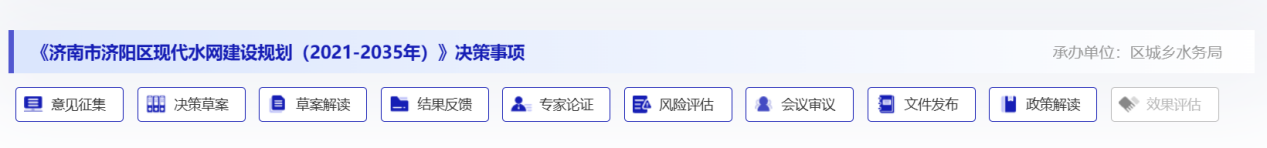 《济南市济阳区现代水网建设规划（2021-2035年）》决策事项 承办单位：区城乡水务局
意见征集 决策草案 草案解读 结果反馈 专家论证 风险评估 会议审议 文件发布 政策解读 效果评估